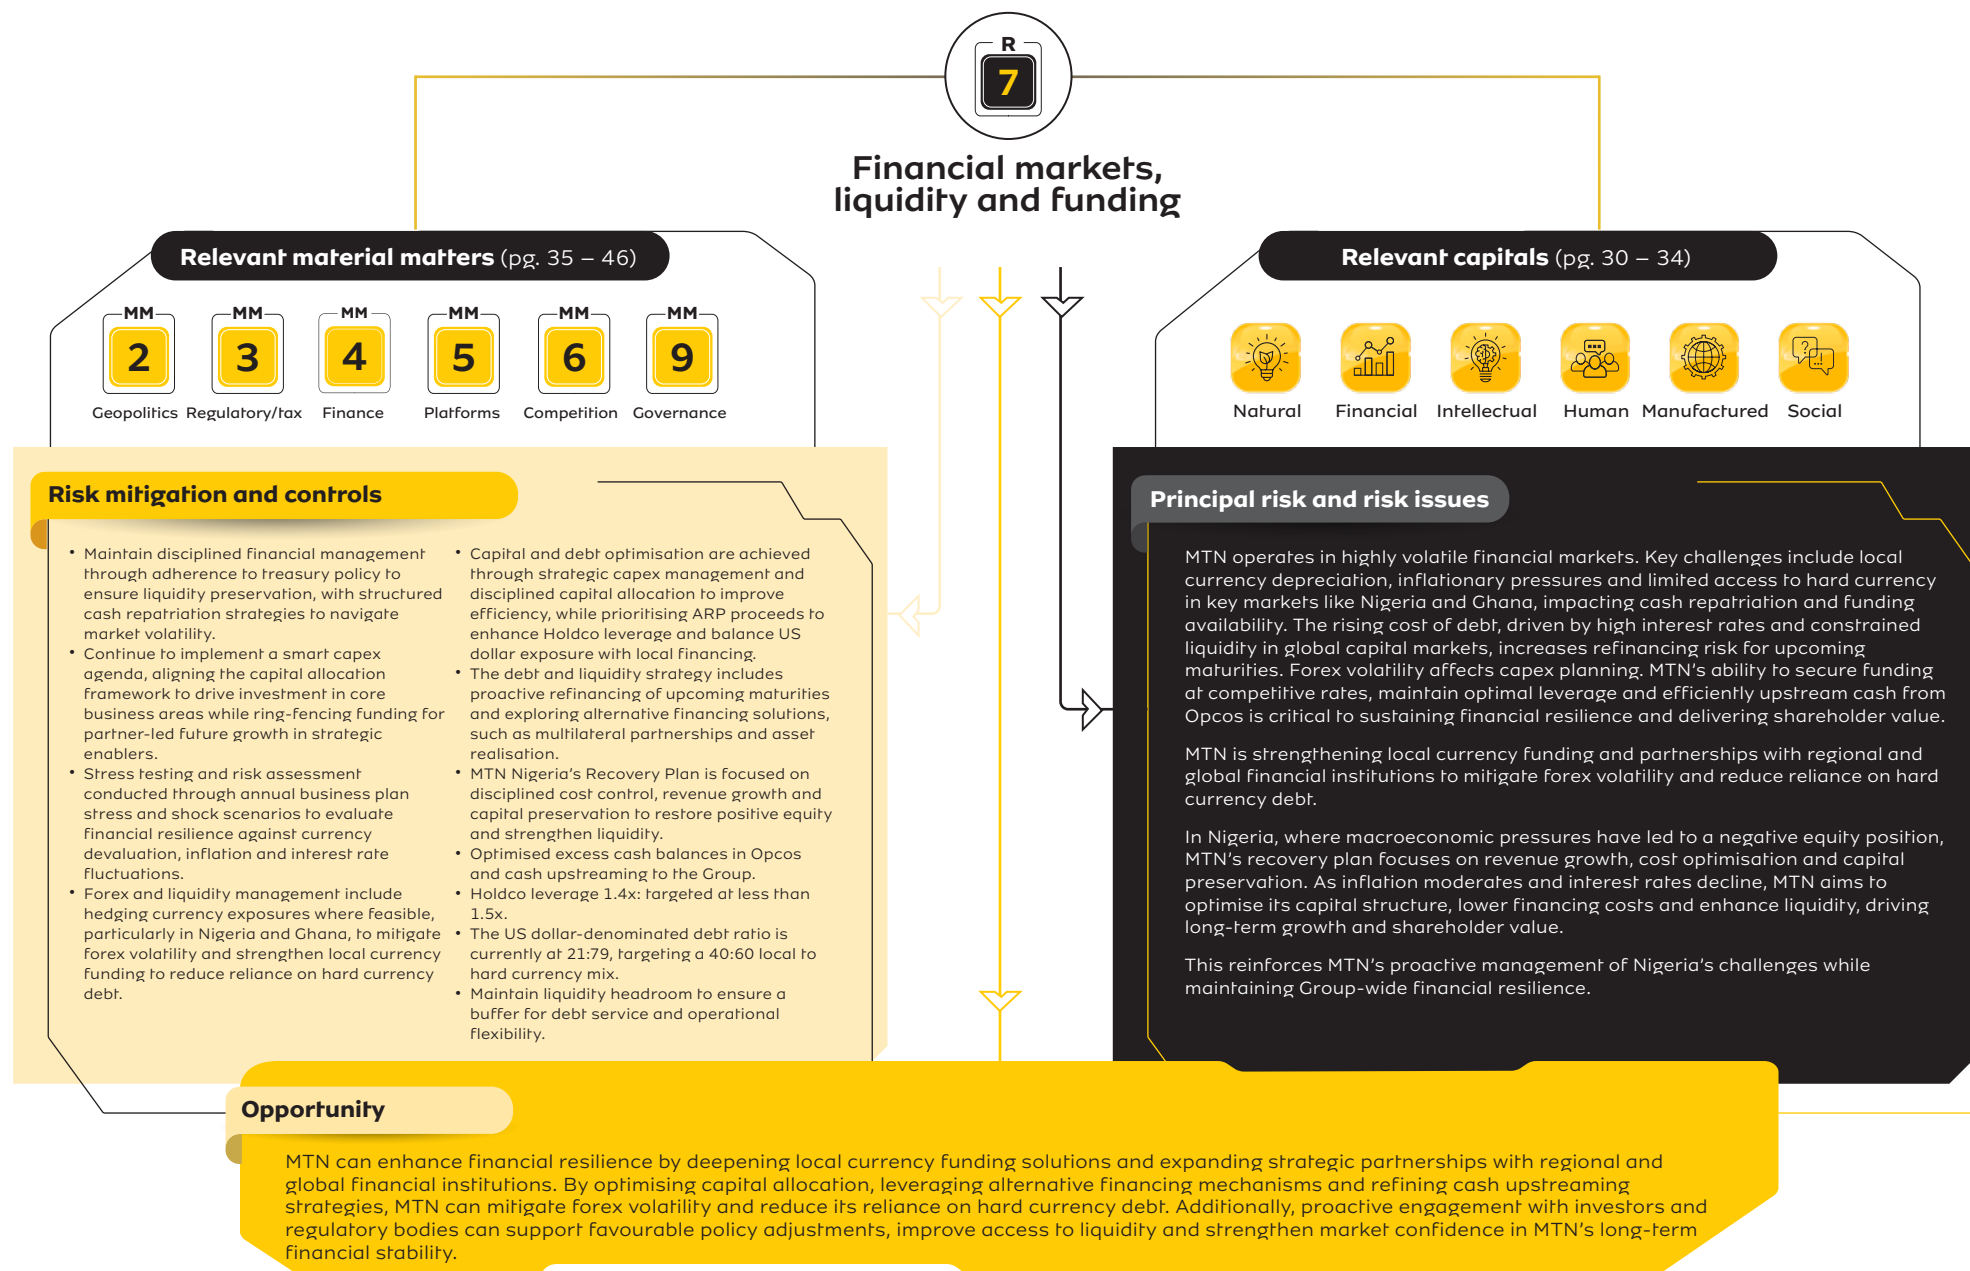 R
7
Financial markets,
liquidity and funding
Relevant material matters (pg. 35 – 46)
MM
2
Geopolitics
MM
3
Regulatory/tax
MM
4
Finance
MM
5
Platforms
MM
6
Competition
MM
9
Governance
Relevant capitals (pg. 30 – 34)
Natural
Financial
Intellectual
Human
Manufactured
Social
Risk mitigation and controls
• Maintain disciplined financial management
through adherence to treasury policy to
ensure liquidity preservation, with structured
cash repatriation strategies to navigate
market volatility.
• Continue to implement a smart capex
agenda, aligning the capital allocation
framework to drive investment in core
business areas while ring-fencing funding for
partner-led future growth in strategic
enablers.
• Stress testing and risk assessment
conducted through annual business plan
stress and shock scenarios to evaluate
financial resilience against currency
devaluation, inflation and interest rate
fluctuations.
• Forex and liquidity management include
hedging currency exposures where feasible,
particularly in Nigeria and Ghana, to mitigate
forex volatility and strengthen local currency
funding to reduce reliance on hard currency
debt.
• Capital and debt optimisation are achieved
through strategic capex management and
disciplined capital allocation to improve
efficiency, while prioritising ARP proceeds to
enhance Holdco leverage and balance US
dollar exposure with local financing.
• The debt and liquidity strategy includes
proactive refinancing of upcoming maturities
and exploring alternative financing solutions,
such as multilateral partnerships and asset
realisation.
• MTN Nigeria's Recovery Plan is focused on
disciplined cost control, revenue growth and
capital preservation to restore positive equity
and strengthen liquidity.
• Optimised excess cash balances in Opcos
and cash upstreaming to the Group.
• Holdco leverage 1.4x: targeted at less than
1.5x.
• The US dollar-denominated debt ratio is
currently at 21:79, targeting a 40:60 local to
hard currency mix.
• Maintain liquidity headroom to ensure a
buffer for debt service and operational
flexibility.
Principal risk and risk issues
MTN operates in highly volatile financial markets. Key challenges include local
currency depreciation, inflationary pressures and limited access to hard currency
in key markets like Nigeria and Ghana, impacting cash repatriation and funding
availability. The rising cost of debt, driven by high interest rates and constrained
liquidity in global capital markets, increases refinancing risk for upcoming
maturities. Forex volatility affects capex planning. MTN's ability to secure funding
at competitive rates, maintain optimal leverage and efficiently upstream cash from
Opcos is critical to sustaining financial resilience and delivering shareholder value.
MTN is strengthening local currency funding and partnerships with regional and
global financial institutions to mitigate forex volatility and reduce reliance on hard
currency debt.
In Nigeria, where macroeconomic pressures have led to a negative equity position,
MTN's recovery plan focuses on revenue growth, cost optimisation and capital
preservation. As inflation moderates and interest rates decline, MTN aims to
optimise its capital structure, lower financing costs and enhance liquidity, driving
long-term growth and shareholder value.
This reinforces MTN's proactive management of Nigeria's challenges while
maintaining Group-wide financial resilience.
Opportunity
MTN can enhance financial resilience by deepening local currency funding solutions and expanding strategic partnerships with regional and
global financial institutions. By optimising capital allocation, leveraging alternative financing mechanisms and refining cash upstreaming
strategies, MTN can mitigate forex volatility and reduce its reliance on hard currency debt. Additionally, proactive engagement with investors and
regulatory bodies can support favourable policy adjustments, improve access to liquidity and strengthen market confidence in MTN's long-term
financial stability.